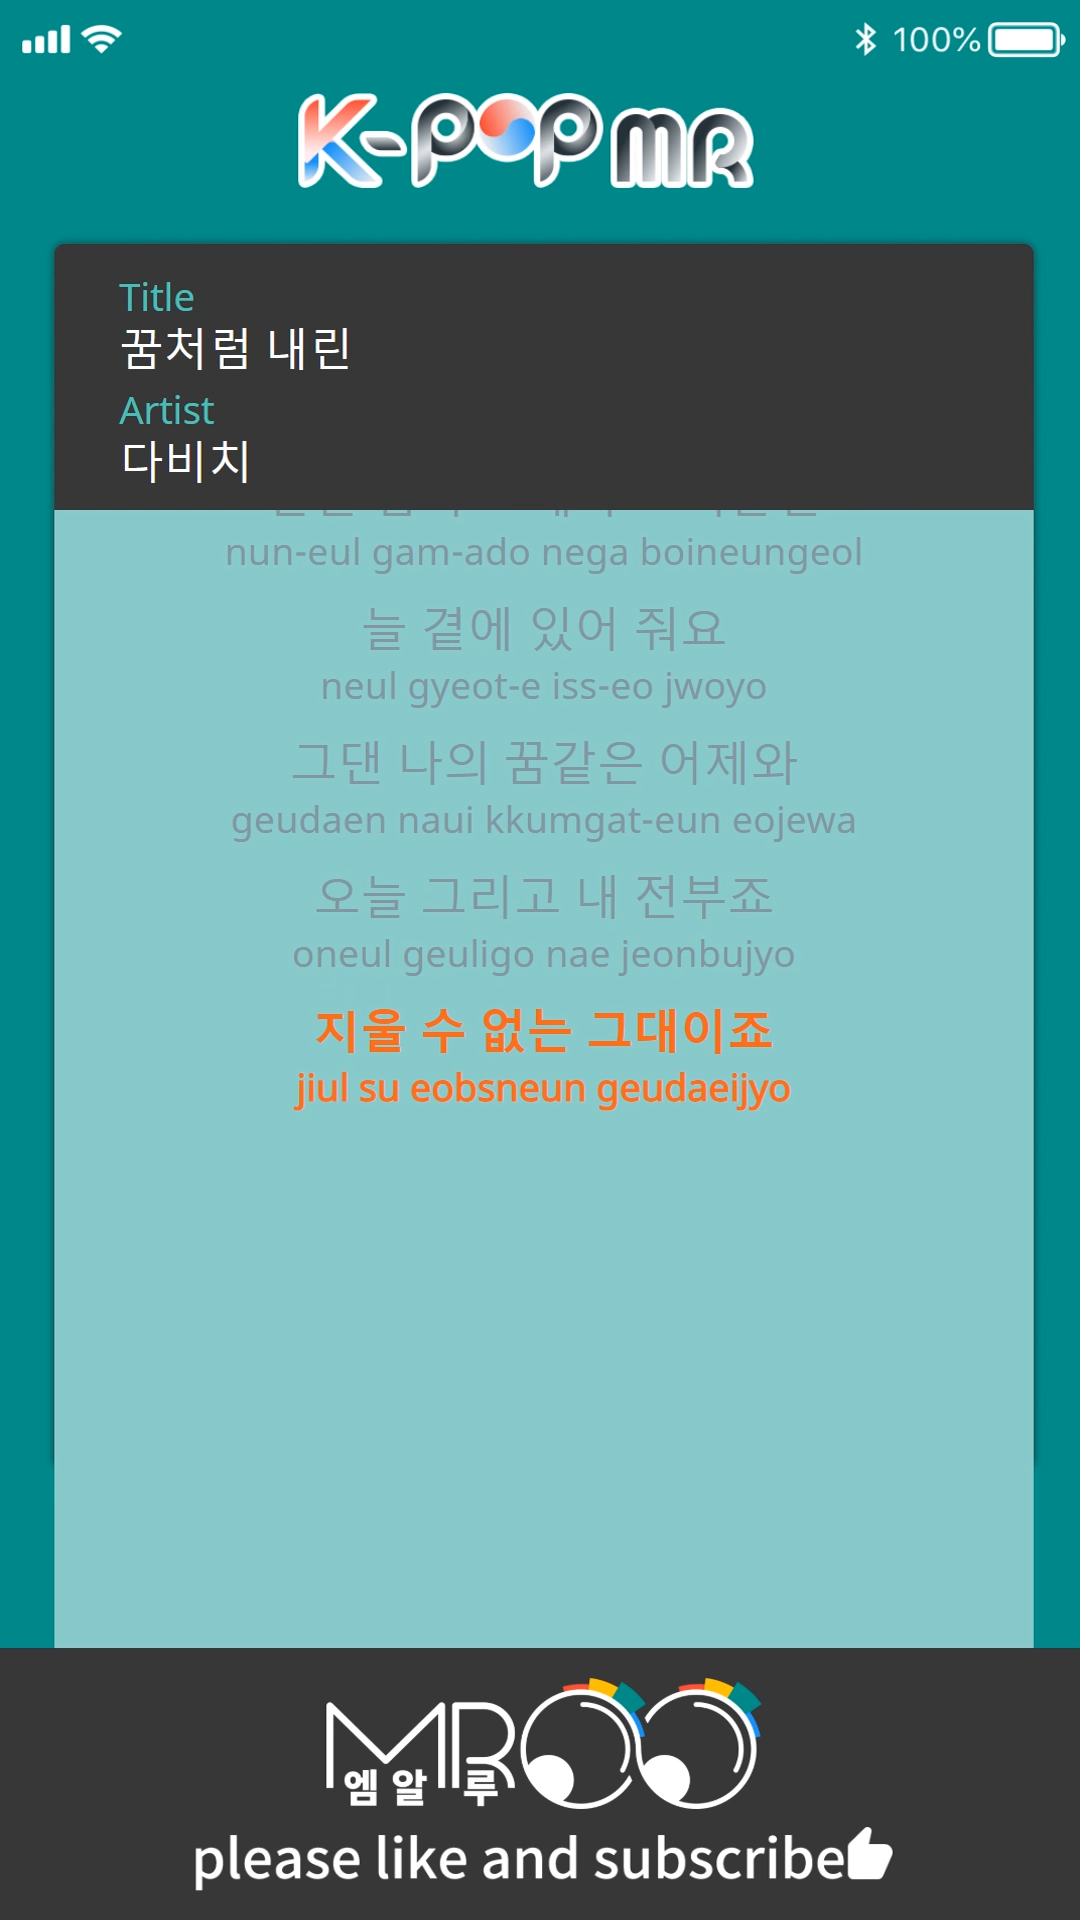 100%
K-POP MR
Title
꿈처럼 내린
Artist
다비치
nun-eul gam-ado nega boineungeol
늘 곁에 있어 줘요
neul gyeot-e iss-eo jwoyo
그댄 나의 꿈같은 어제와
geudaen naui kkumgat-eun eojewa
오늘 그리고 내 전부죠
oneul geuligo nae jeonbujyo
지울 수 없는 그대이죠
jiul su eobsneun geudaeijyo
MR
엠알루
please like and subscribe